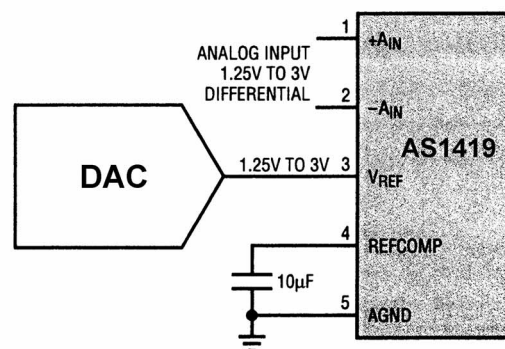 1
+AIN
ANALOG INPUT
1.25V TO 3V
DIFFERENTIAL
2
−AIN
AS1419
DAC
1.25V TO 3V
3
VREF
4
REFCOMP
10µF
5
AGND